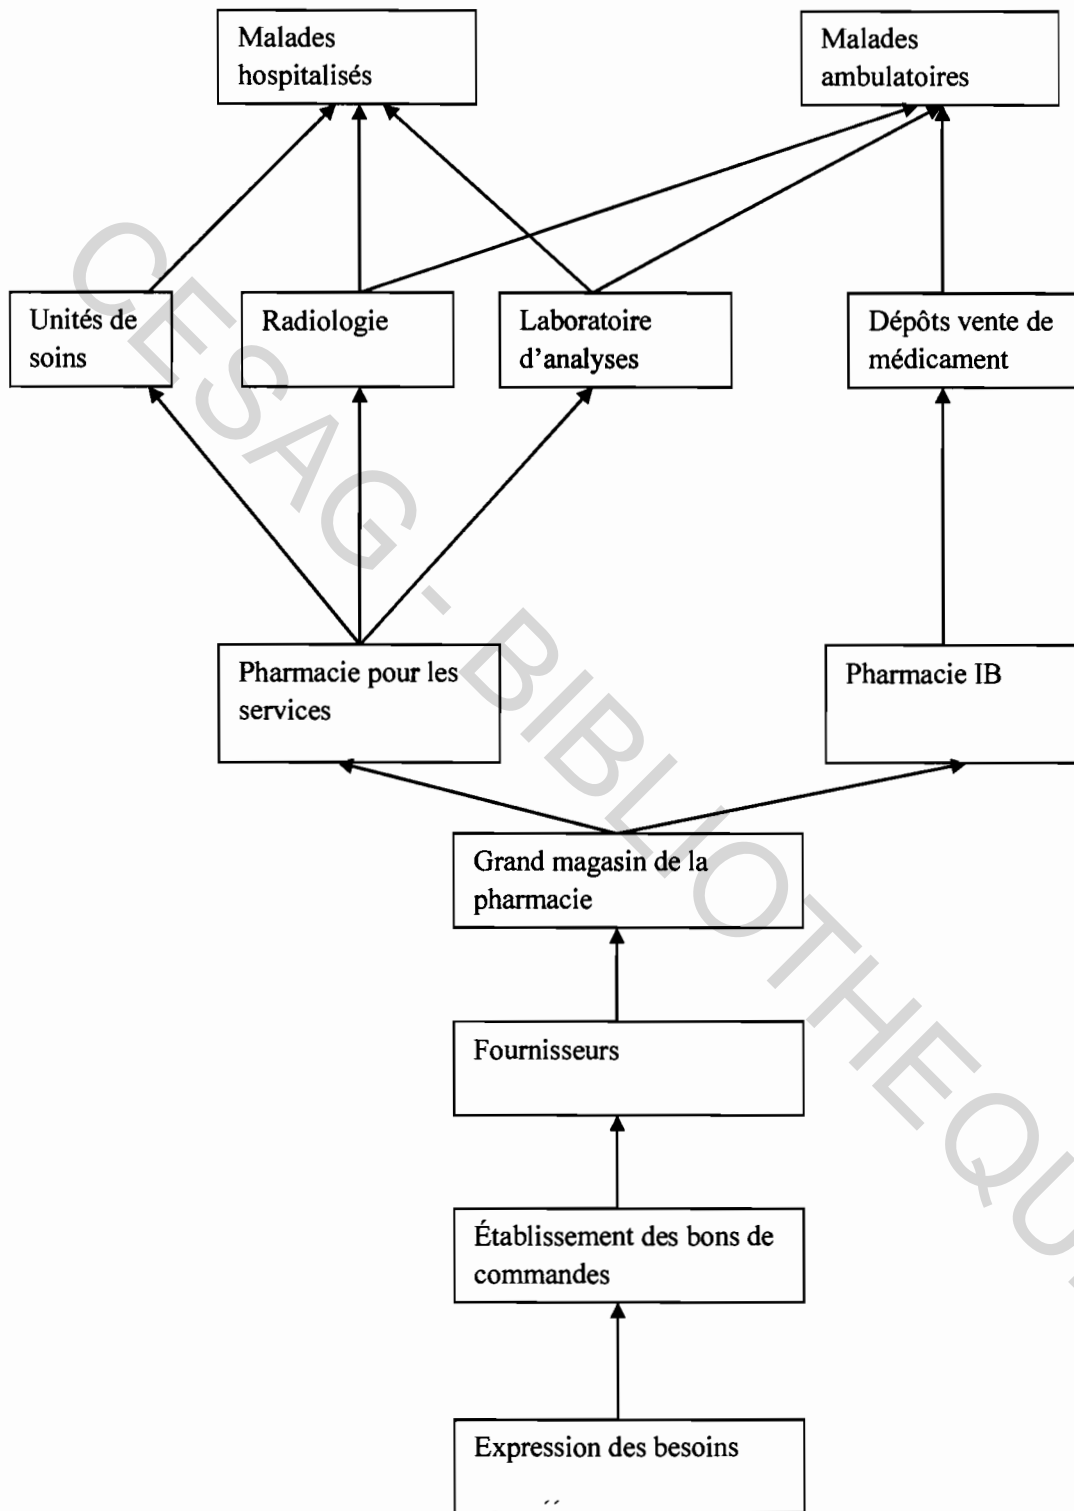 Malades
hospitalisés
Malades
ambulatoires
Unités de
soins
Radiologie
Laboratoire
d'analyses
Dépôts vente de
médicament
Pharmacie pour les
services
Pharmacie IB
Grand magasin de la
pharmacie
Fournisseurs
Établissement des bons de
commandes
Expression des besoins
CESAG - BIBLIOTHEQUE